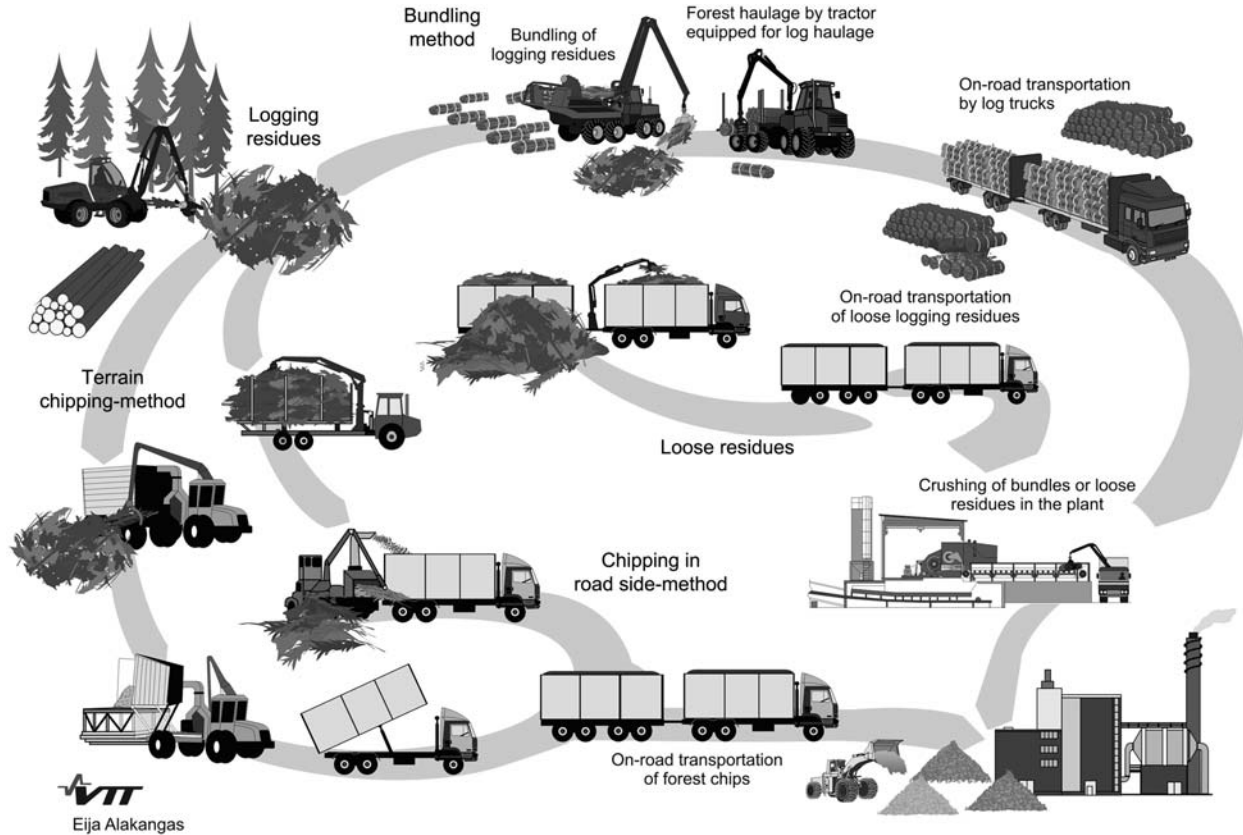 Bundling
method
Bundling of
logging residues
Forest haulage by tractor
equipped for log haulage
On-road transportation
by log trucks
Logging
residues
On-road transportation
of loose logging residues
Terrain
chipping-method
Loose residues
Crushing of bundles or loose
residues in the plant
Chipping in
road side-method
On-road transportation
of forest chips
VTT
Eija Alakangas